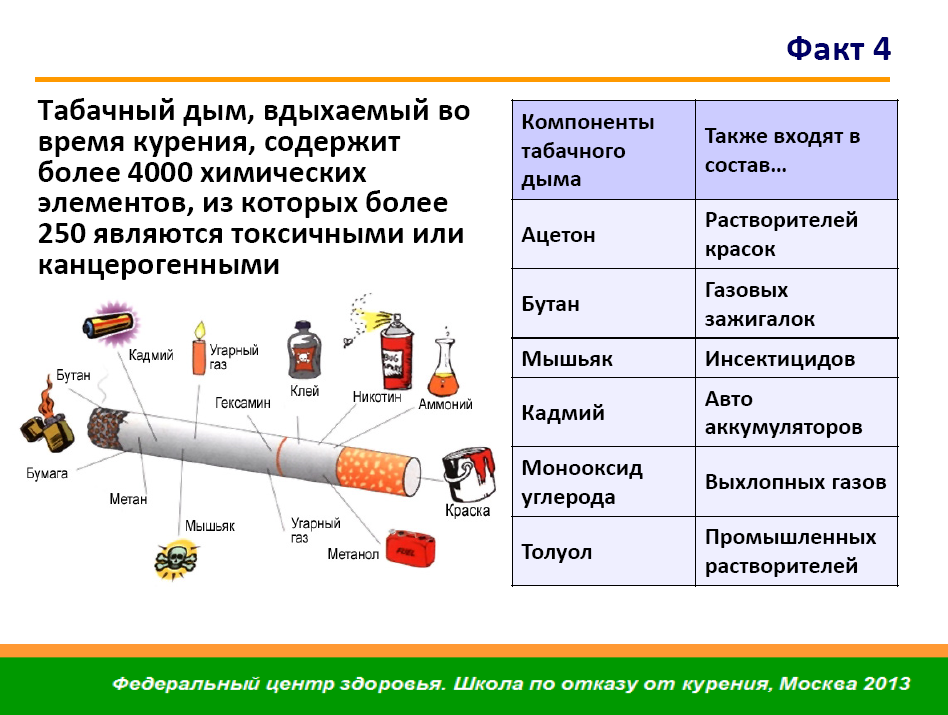 Факт 4
Табачный дым, вдыхаемый во
время курения, содержит
более 4000 химических
элементов, из которых более
250 являются токсичными или
канцерогенными
Компоненты
табачного
дыма
Также входят в
состав...
Ацетон
Растворителей
красок
Бутан
Газовых
зажигалок
Мышьяк
Инсектицидов
Кадмий
Авто
аккумуляторов
Монооксид
углерода
Выхлопных газов
Толуол
Промышленных
растворителей
Кадмий
Угарный
газ
Бутан
Клей
Гексамин
Никотин
Аммоний
Бумага
Метан
Мышьяк
Угарный
газ
Метанол
FUEL
Краска
Федеральный центр здоровья. Школа по отказу от курения, Москва 2013